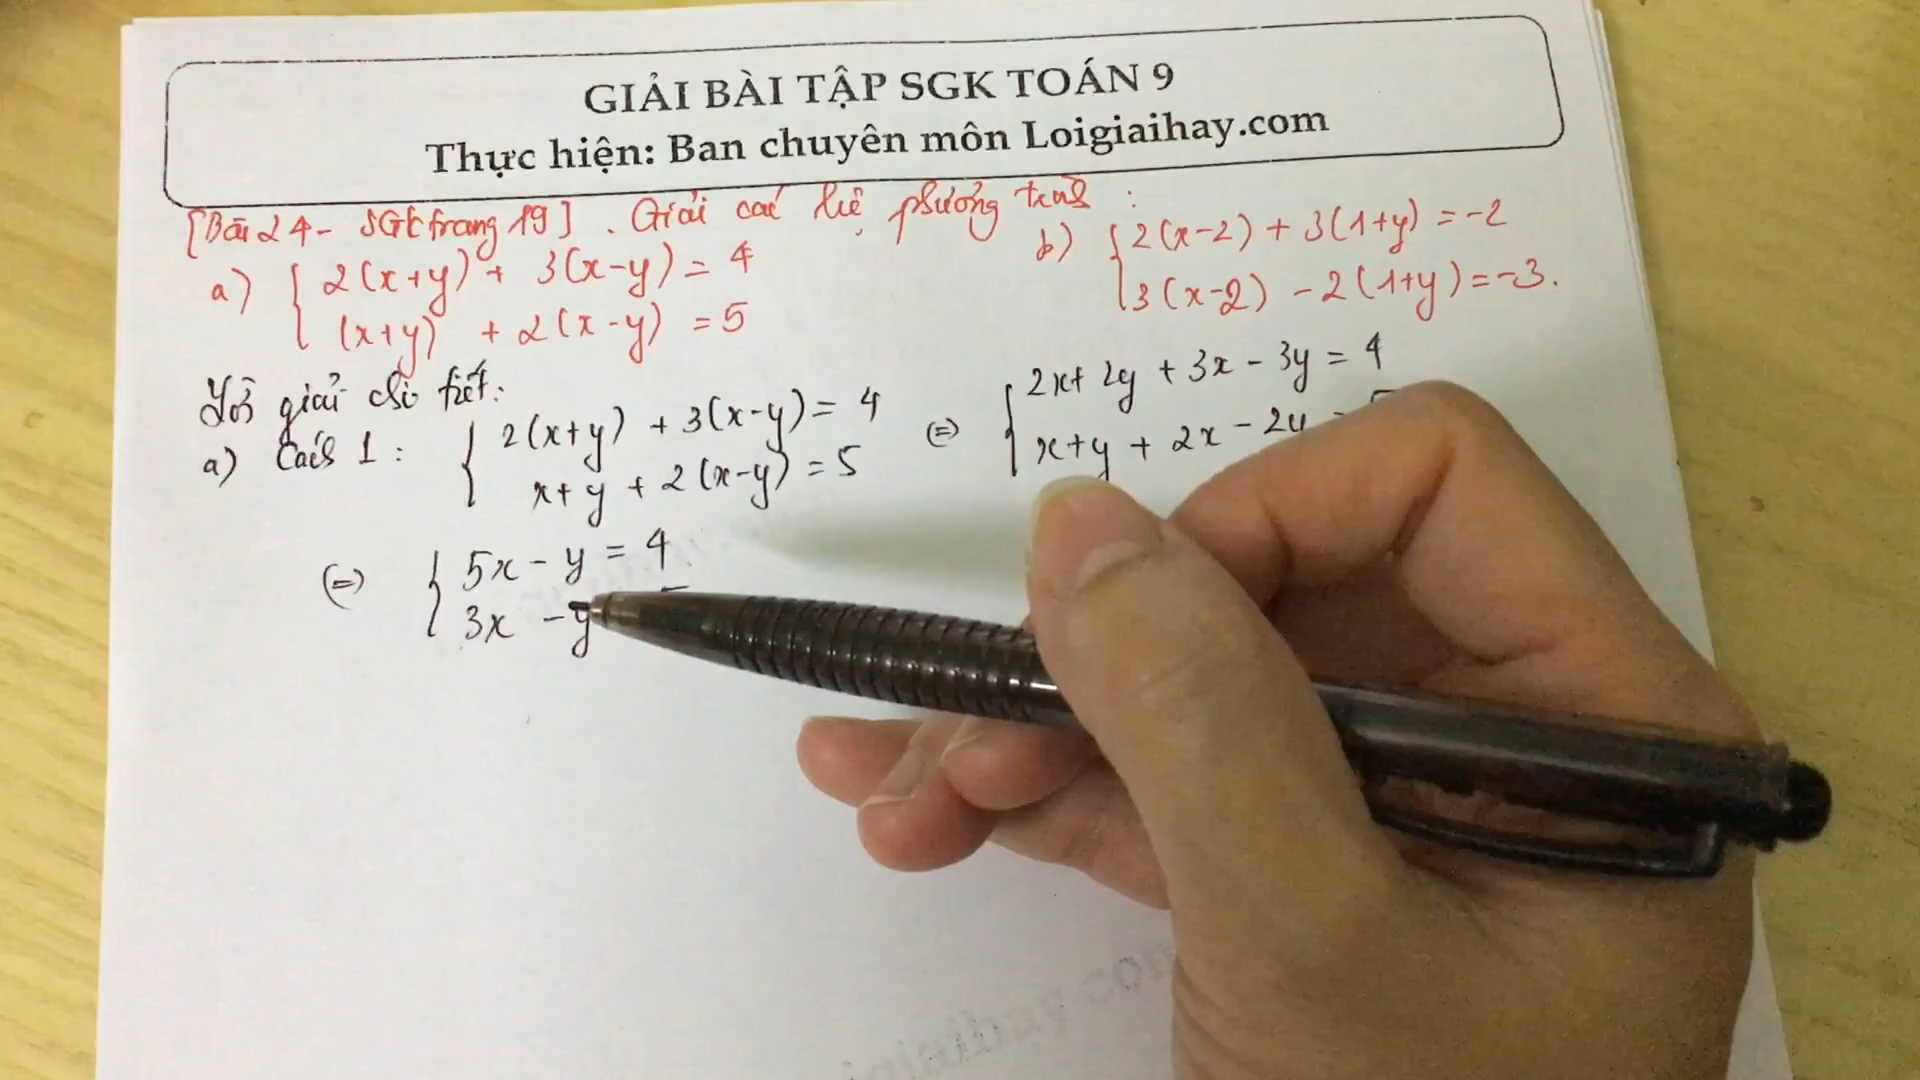 GIẢI BÀI TẬP SGK TOÁN 9
Thực hiện: Ban chuyên môn Loigiaihay.com
[Bài 24 - SGK trang 19]. Giải các hệ phương trình:
a) { 2(x+y) + 3(x-y) = 4
(x+y) + 2(x-y) = 5
b) { 2(x-2) + 3(1+y) = -2
3(x-2) - 2(1+y) = -3.
giải chi tiết:
a) Cách 1: { 2(x+y) + 3(x-y) = 4
x+y + 2(x-y) = 5
(=) { 2x+ 2y + 3x - 3y = 4
x+y + 2x - 2y
(=) { 5x - y = 4
3x - y